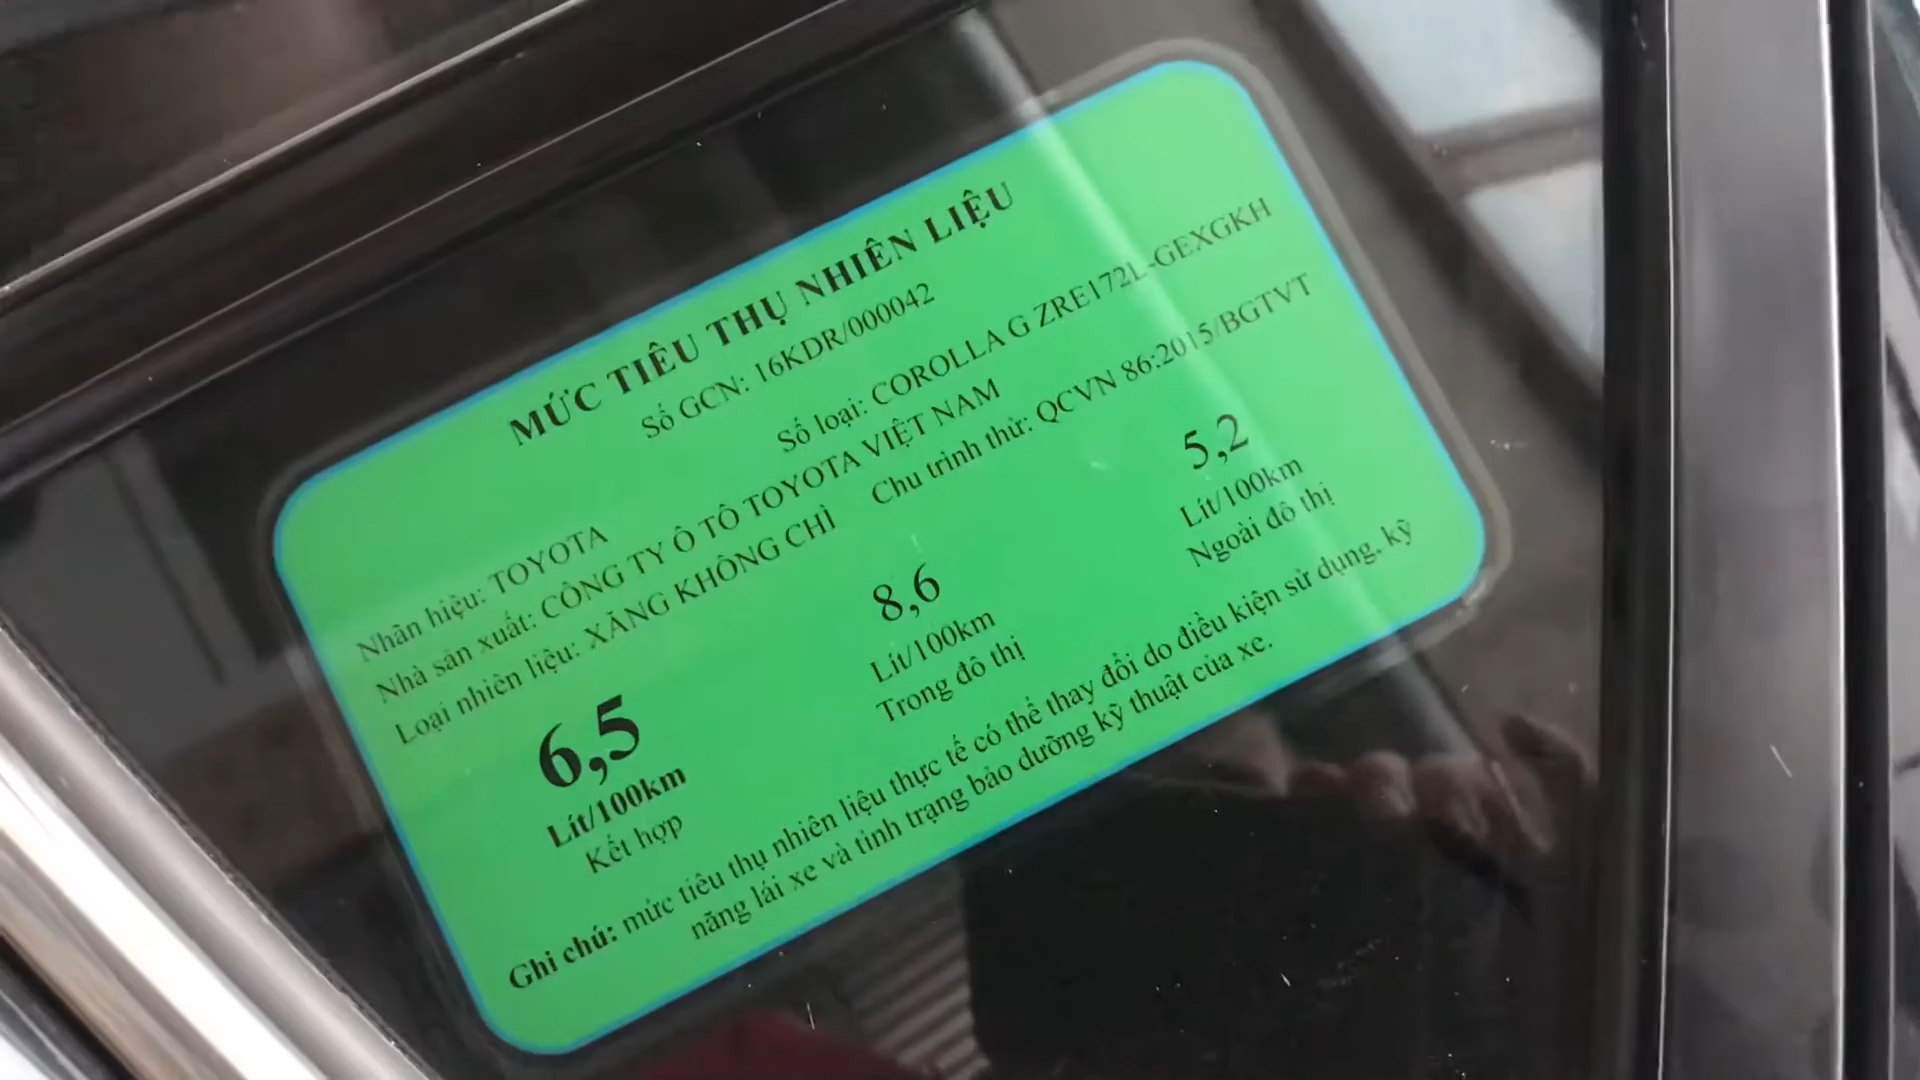 MỨC TIÊU THỤ NHIÊN LIỆU
Số GCN: 16KDR/000042
Nhãn hiệu: TOYOTA Số loại: COROLLA G ZRE172L-GEXGKH
Nhà sản xuất: CÔNG TY Ô TÔ TOYOTA VIỆT NAM
Loại nhiên liệu: XĂNG KHÔNG CHÌ Chu trình thử: QCVN 86:2015/BGTVT
6,5 8,6 5,2
Lít/100km Lít/100km Lít/100km
Kết hợp Trong đô thị Ngoài đô thị
Ghi chú: mức tiêu thụ nhiên liệu thực tế có thể thay đổi do điều kiện sử dụng, kỹ
năng lái xe và tình trạng bảo dưỡng kỹ thuật của xe.